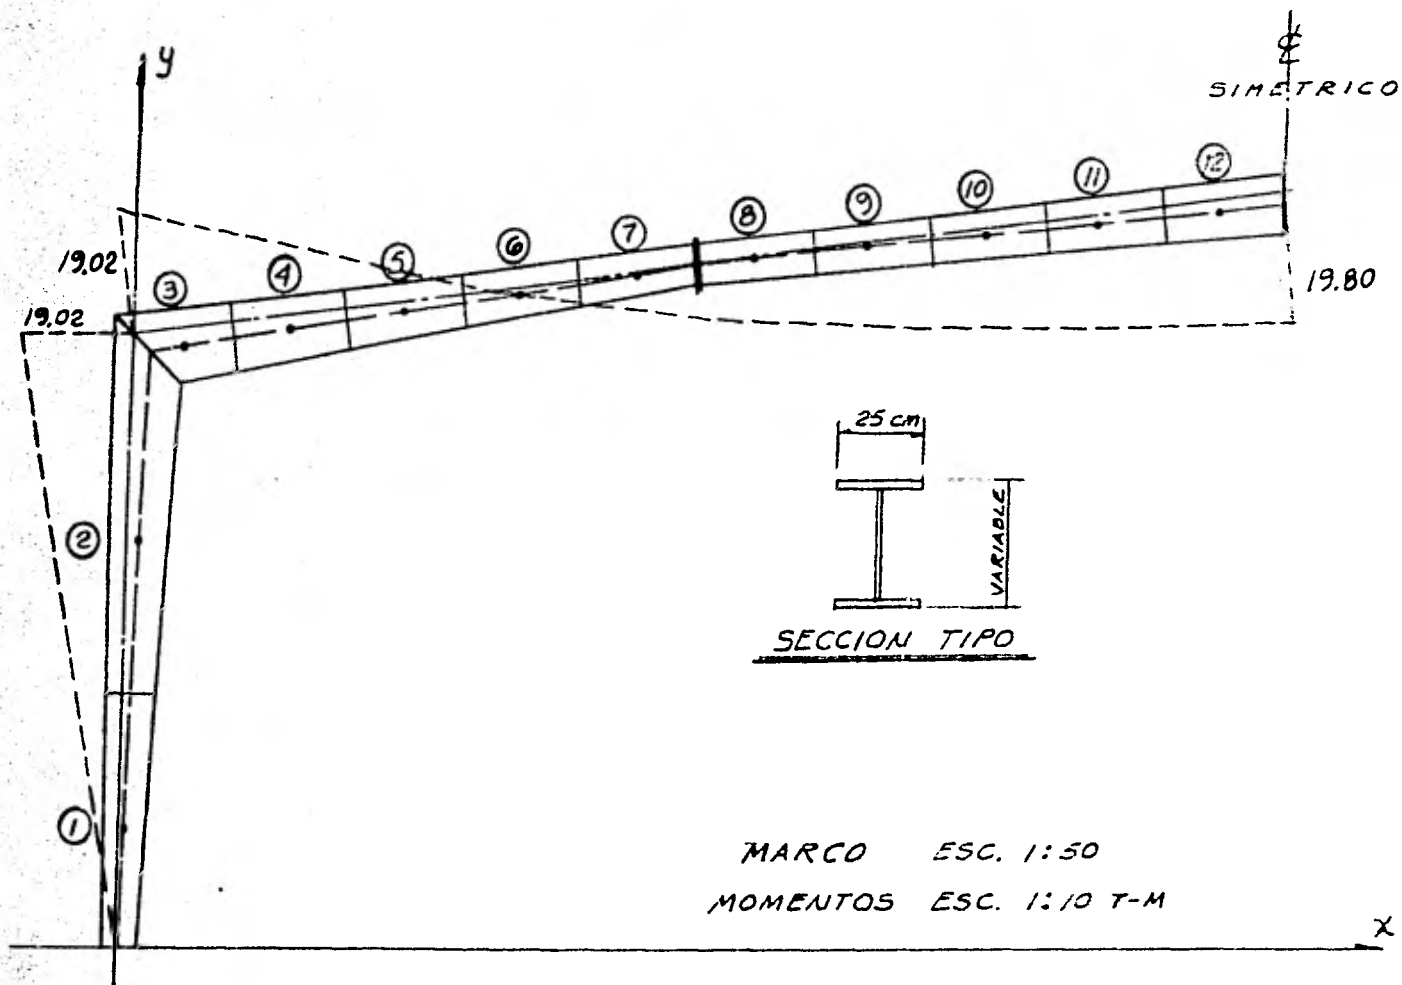 y
℄
SIMETRICO
12
11
10
9
8
7
6
5
4
3
19.02
19.02
19.80
25 cm
VARIABLE
2
SECCION TIPO
1
MARCO ESC. 1:50
MOMENTOS ESC. 1:10 T-M
x